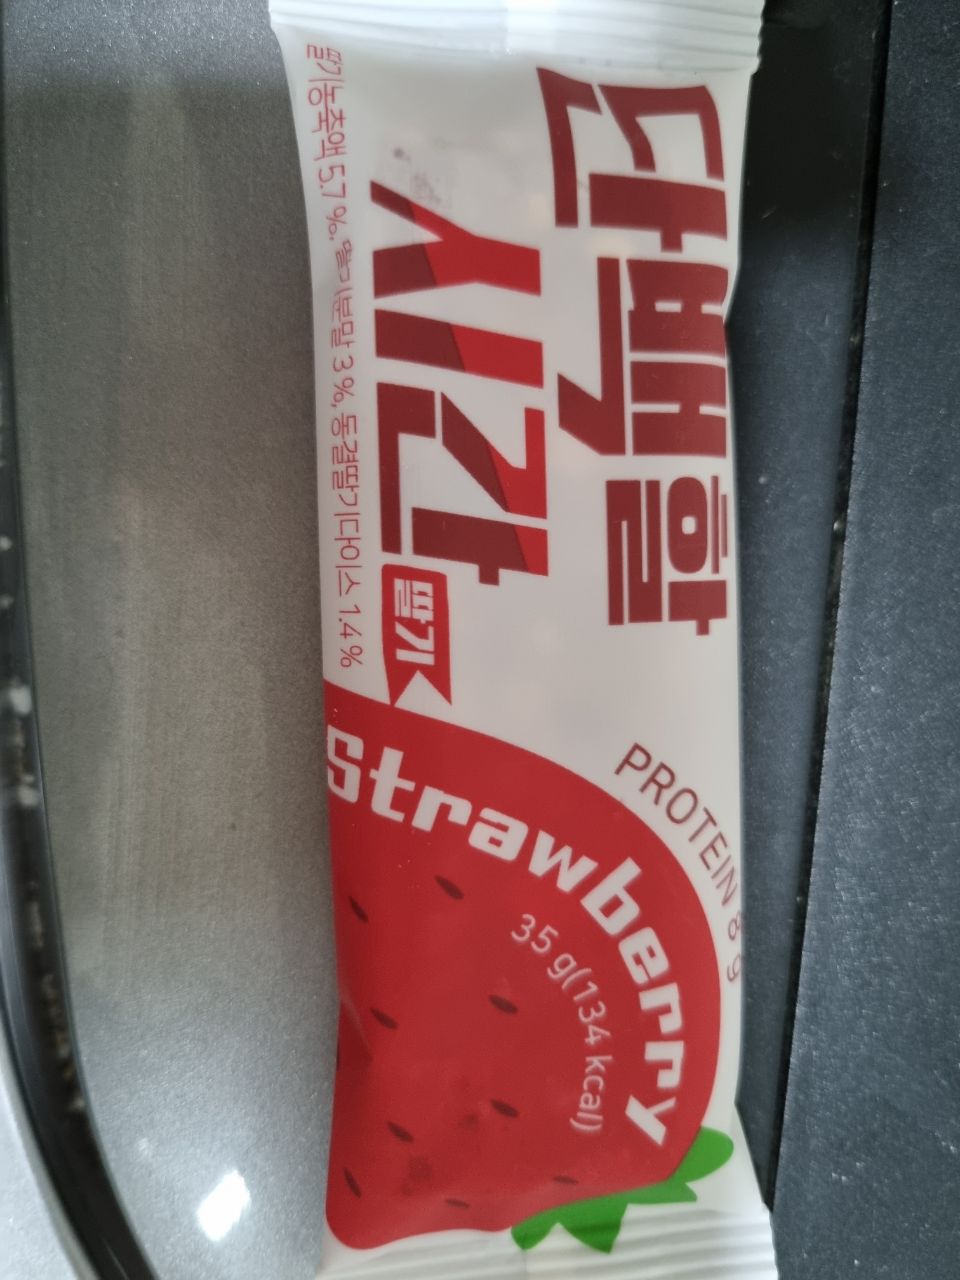 단백할
시간
딸기
딸기농축액 5.7 %, 딸기분말 3 %, 동결딸기다이스 1.4 %
PROTEIN 8 g
Strawberry
35 g(134 kcal)